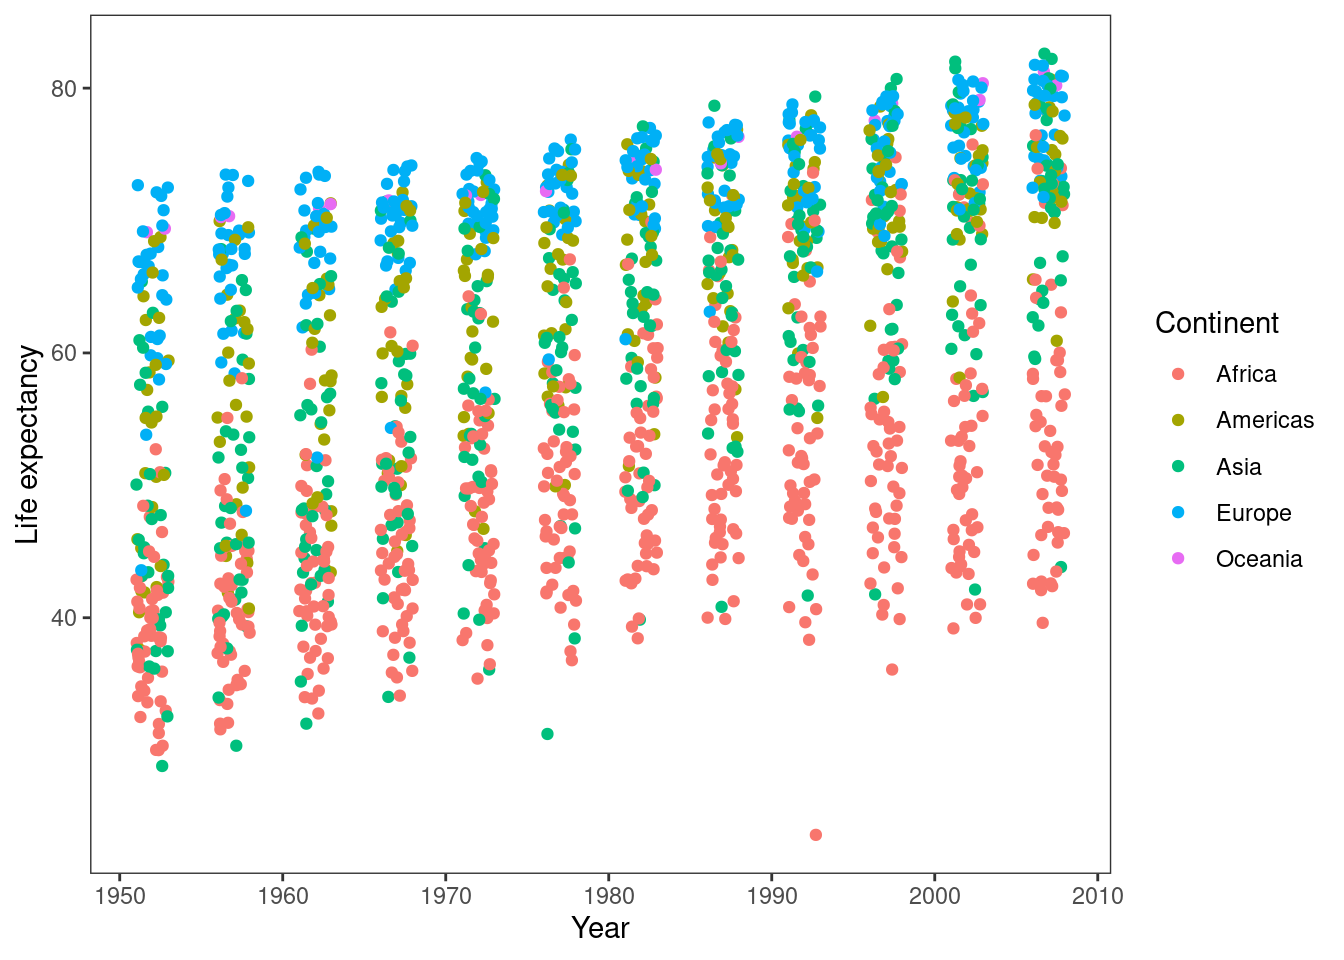 80
60
40
Life expectancy
1950 1960 1970 1980 1990 2000 2010
Year
Continent
Africa
Americas
Asia
Europe
Oceania